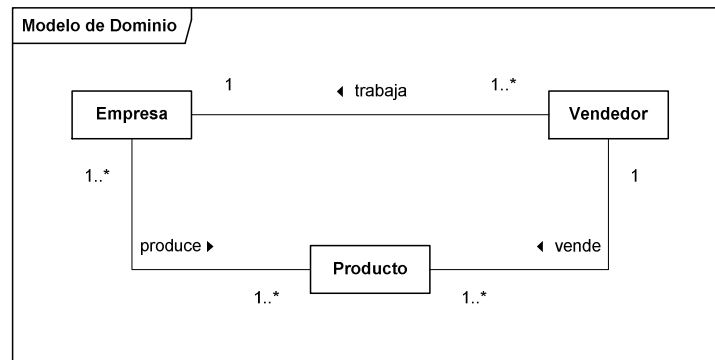 Modelo de Dominio
1 ◂ trabaja 1..*
Empresa Vendedor
1..* 1
produce ▸ ◂ vende
Producto
1..* 1..*